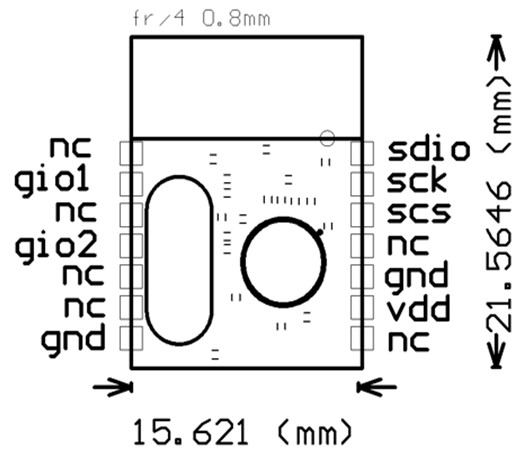 fr/4 0.8mm
nc
gio1
nc
gio2
nc
nc
gnd
sdio
sck
scs
nc
gnd
vdd
nc
21.5646 (mm)
15.621 (mm)